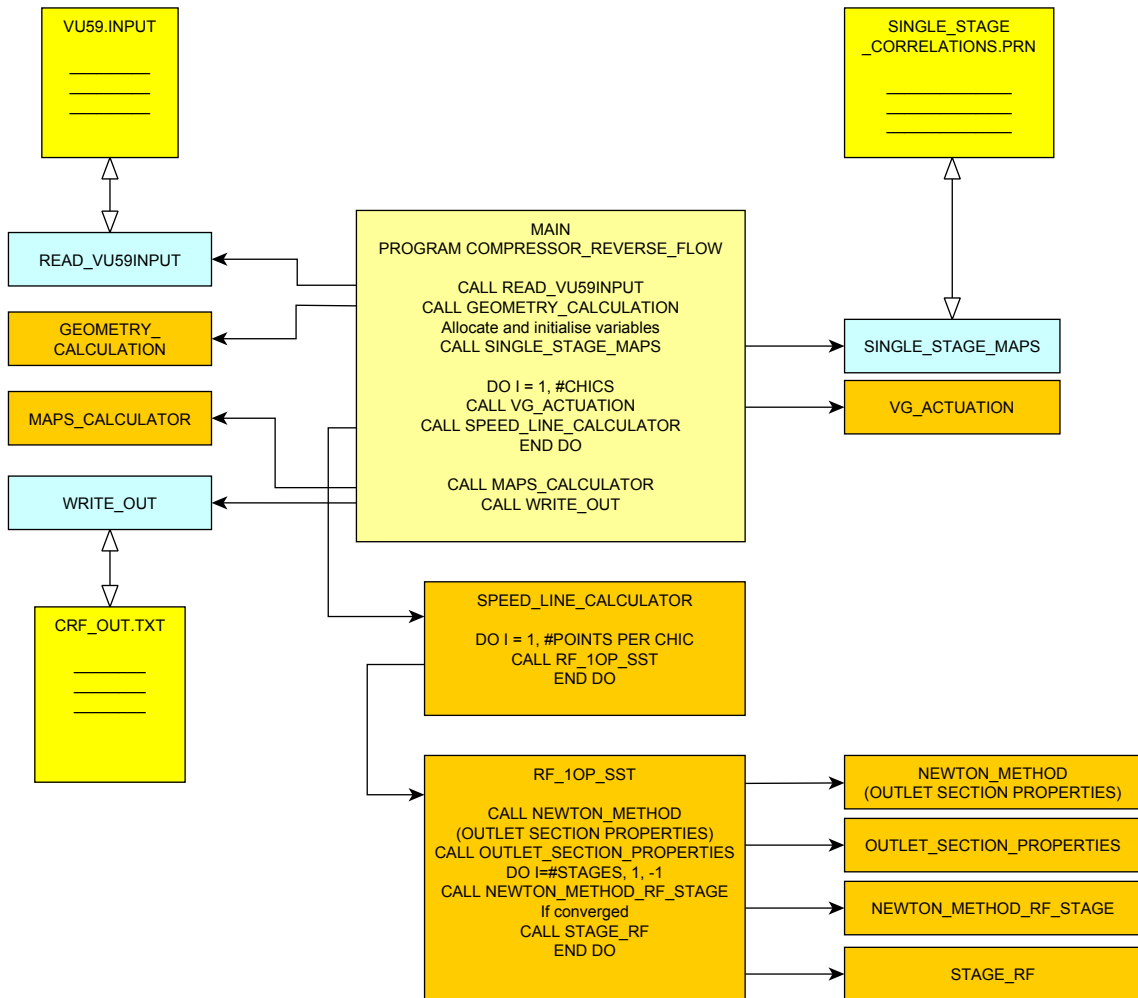 VU59.INPUT
SINGLE_STAGE
_CORRELATIONS.PRN
READ_VU59INPUT
GEOMETRY_
CALCULATION
MAPS_CALCULATOR
WRITE_OUT
CRF_OUT.TXT
MAIN
PROGRAM COMPRESSOR_REVERSE_FLOW
CALL READ_VU59INPUT
CALL GEOMETRY_CALCULATION
Allocate and initialise variables
CALL SINGLE_STAGE_MAPS
DO I = 1, #CHICS
CALL VG_ACTUATION
CALL SPEED_LINE_CALCULATOR
END DO
CALL MAPS_CALCULATOR
CALL WRITE_OUT
SINGLE_STAGE_MAPS
VG_ACTUATION
SPEED_LINE_CALCULATOR
DO I = 1, #POINTS PER CHIC
CALL RF_1OP_SST
END DO
RF_1OP_SST
CALL NEWTON_METHOD
(OUTLET SECTION PROPERTIES)
CALL OUTLET_SECTION_PROPERTIES
DO I=#STAGES, 1, -1
CALL NEWTON_METHOD_RF_STAGE
If converged
CALL STAGE_RF
END DO
NEWTON_METHOD
(OUTLET SECTION PROPERTIES)
OUTLET_SECTION_PROPERTIES
NEWTON_METHOD_RF_STAGE
STAGE_RF